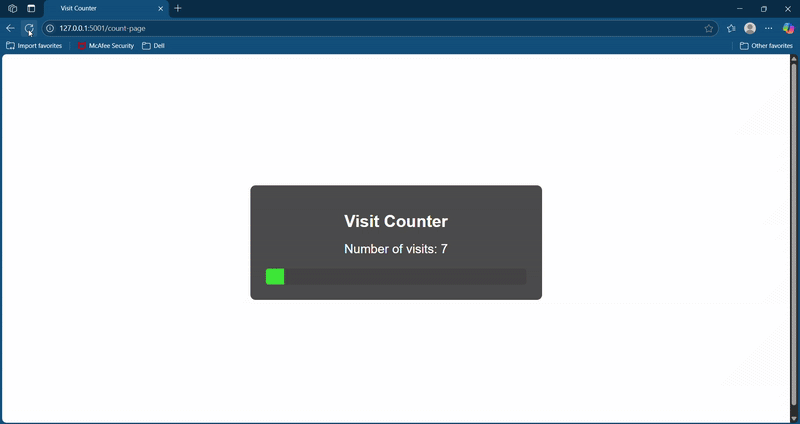 Visit Counter
127.0.0.1:5001/count-page
Import favorites
McAfee Security
Dell
Other favorites
Visit Counter
Number of visits: 7